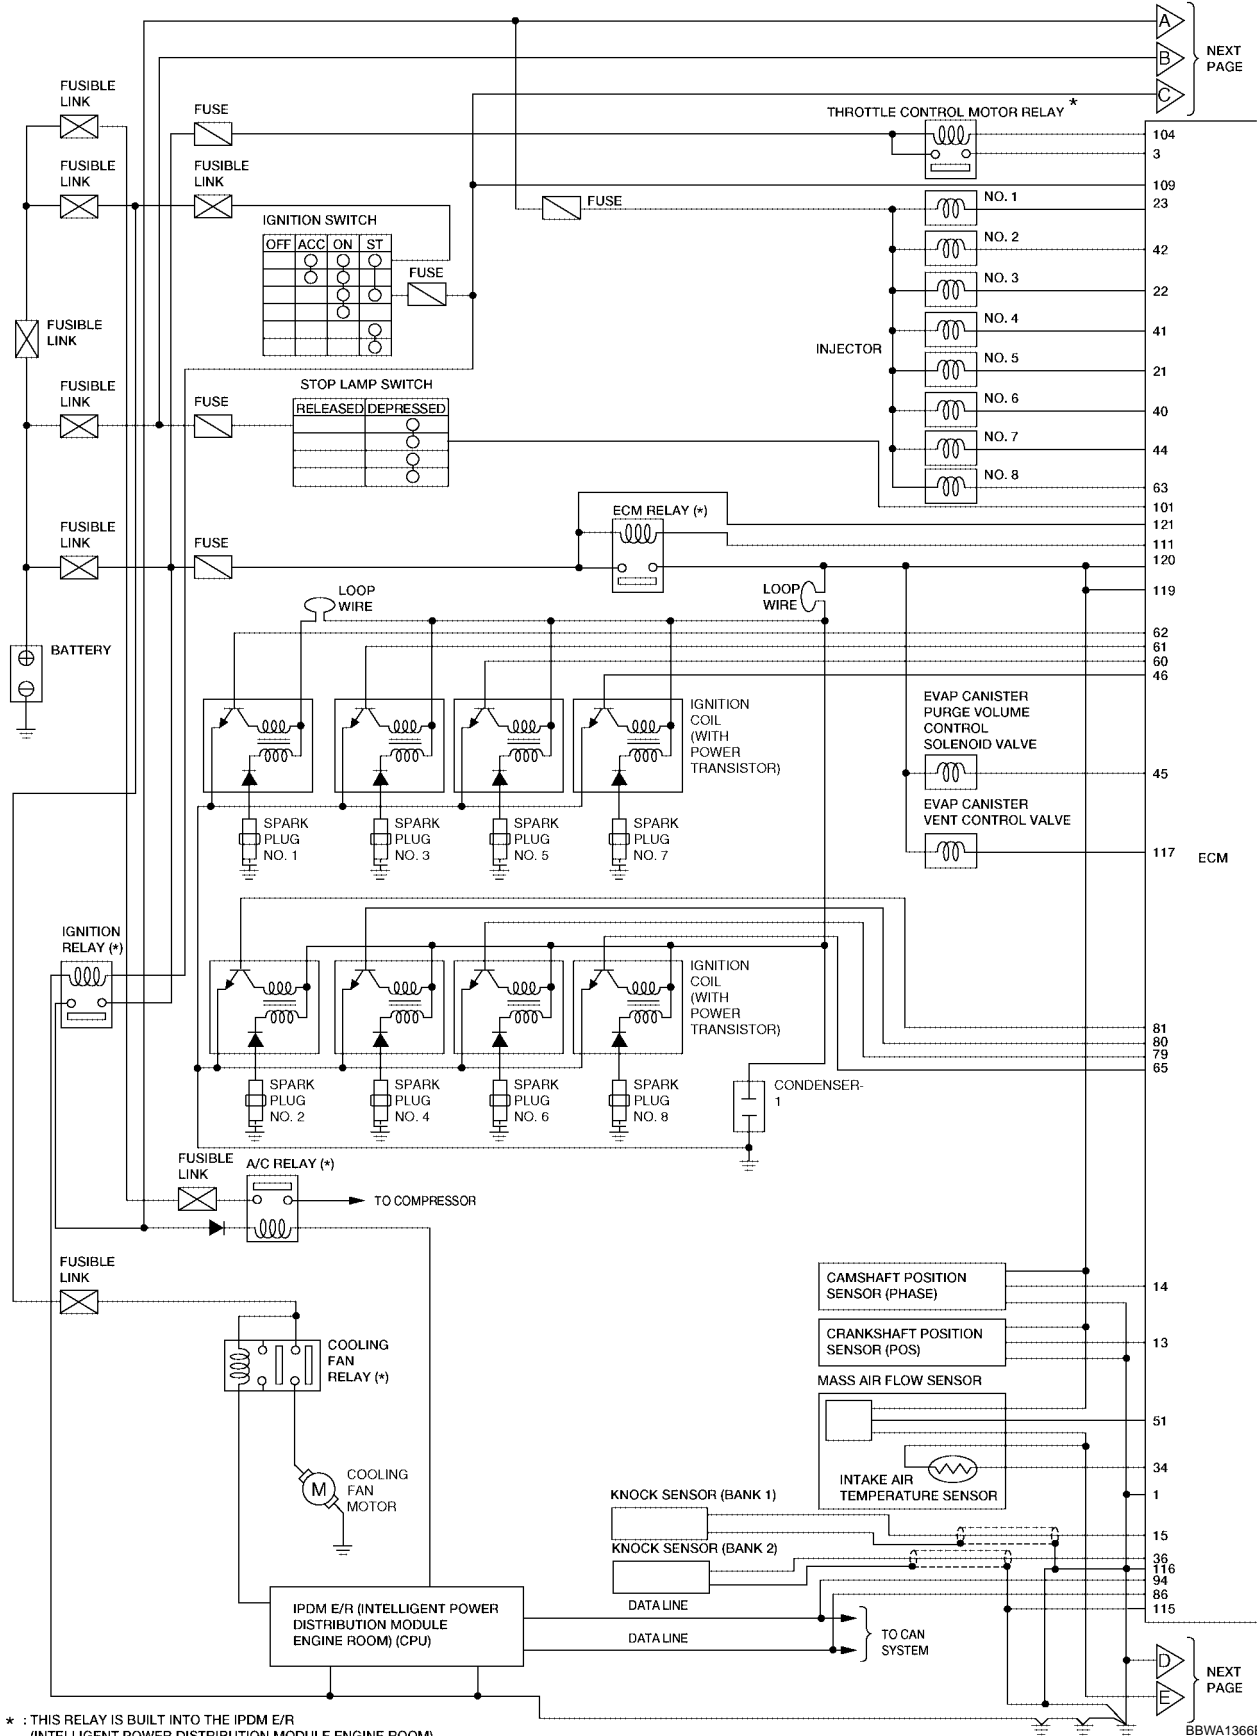 A
B
C
NEXT
PAGE
FUSIBLE
LINK
FUSE
THROTTLE CONTROL MOTOR RELAY *
104
3
FUSIBLE
LINK
FUSIBLE
LINK
109
FUSE
NO. 1
23
IGNITION SWITCH
OFF ACC ON ST
FUSE
NO. 2
42
NO. 3
22
FUSIBLE
LINK
NO. 4
41
INJECTOR
NO. 5
21
STOP LAMP SWITCH
FUSIBLE
LINK
FUSE
RELEASED DEPRESSED
NO. 6
40
NO. 7
44
NO. 8
63
101
ECM RELAY (*)
121
111
120
119
FUSIBLE
LINK
FUSE
LOOP
WIRE
LOOP
WIRE
62
61
60
46
BATTERY
IGNITION
COIL
(WITH
POWER
TRANSISTOR)
EVAP CANISTER
PURGE VOLUME
CONTROL
SOLENOID VALVE
45
EVAP CANISTER
VENT CONTROL VALVE
117
ECM
SPARK
PLUG
NO. 1
SPARK
PLUG
NO. 3
SPARK
PLUG
NO. 5
SPARK
PLUG
NO. 7
IGNITION
RELAY (*)
IGNITION
COIL
(WITH
POWER
TRANSISTOR)
81
80
79
65
SPARK
PLUG
NO. 2
SPARK
PLUG
NO. 4
SPARK
PLUG
NO. 6
SPARK
PLUG
NO. 8
CONDENSER-
1
FUSIBLE
LINK
A/C RELAY (*)
TO COMPRESSOR
FUSIBLE
LINK
CAMSHAFT POSITION
SENSOR (PHASE)
14
CRANKSHAFT POSITION
SENSOR (POS)
13
COOLING
FAN
RELAY (*)
MASS AIR FLOW SENSOR
51
34
INTAKE AIR
TEMPERATURE SENSOR
1
COOLING
FAN
MOTOR
M
KNOCK SENSOR (BANK 1)
15
KNOCK SENSOR (BANK 2)
36
116
94
86
115
IPDM E/R (INTELLIGENT POWER
DISTRIBUTION MODULE
ENGINE ROOM) (CPU)
DATA LINE
DATA LINE
TO CAN
SYSTEM
D
E
NEXT
PAGE
* : THIS RELAY IS BUILT INTO THE IPDM E/R
(INTELLIGENT POWER DISTRIBUTION MODULE ENGINE ROOM)